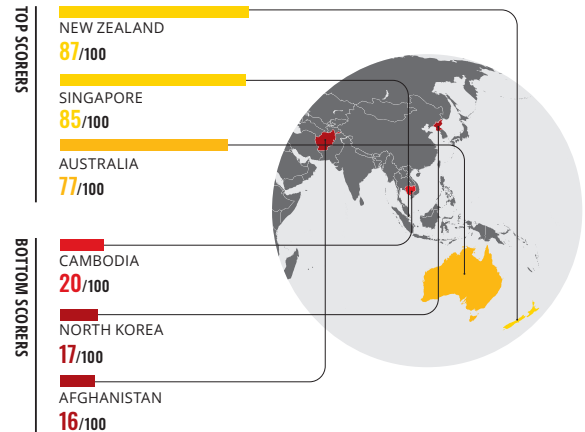 TOP SCORERS
NEW ZEALAND
87/100
SINGAPORE
85/100
AUSTRALIA
77/100
BOTTOM SCORERS
CAMBODIA
20/100
NORTH KOREA
17/100
AFGHANISTAN
16/100